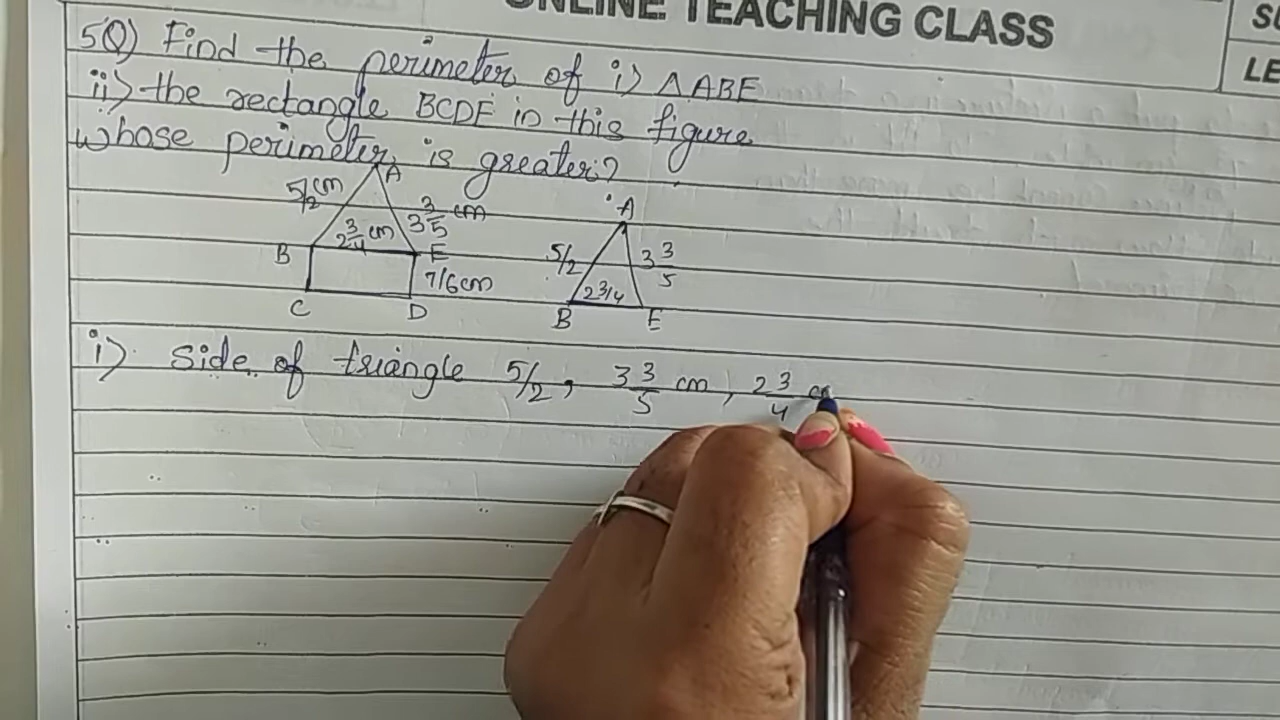 ONLINE TEACHING CLASS
SU
LE
5Q) Find the perimeter of i) △ABE
ii) the rectangle BCDE in this figure
whose perimeter is greater?
A
5/2 cm
3 3/5 cm
2 3/4 cm
B
E
7/6 cm
C
D
A
5/2
3 3/5
2 3/4
B
E
i) side of triangle 5/2, 3 3/5 cm, 2 3/4 c